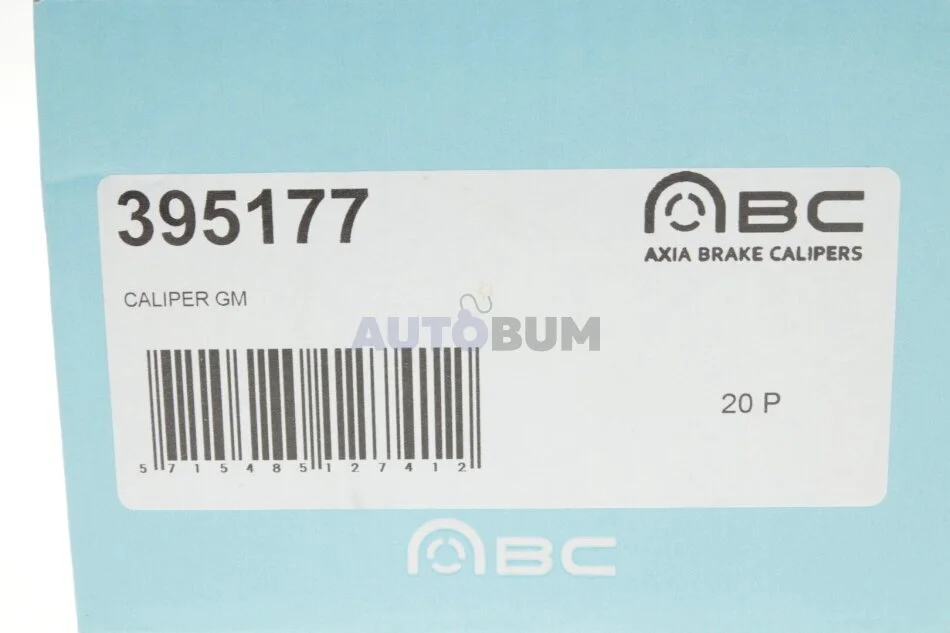 395177
ABC
AXIA BRAKE CALIPERS
CALIPER GM
AUTOBUM
20 P
5715485127412
ABC